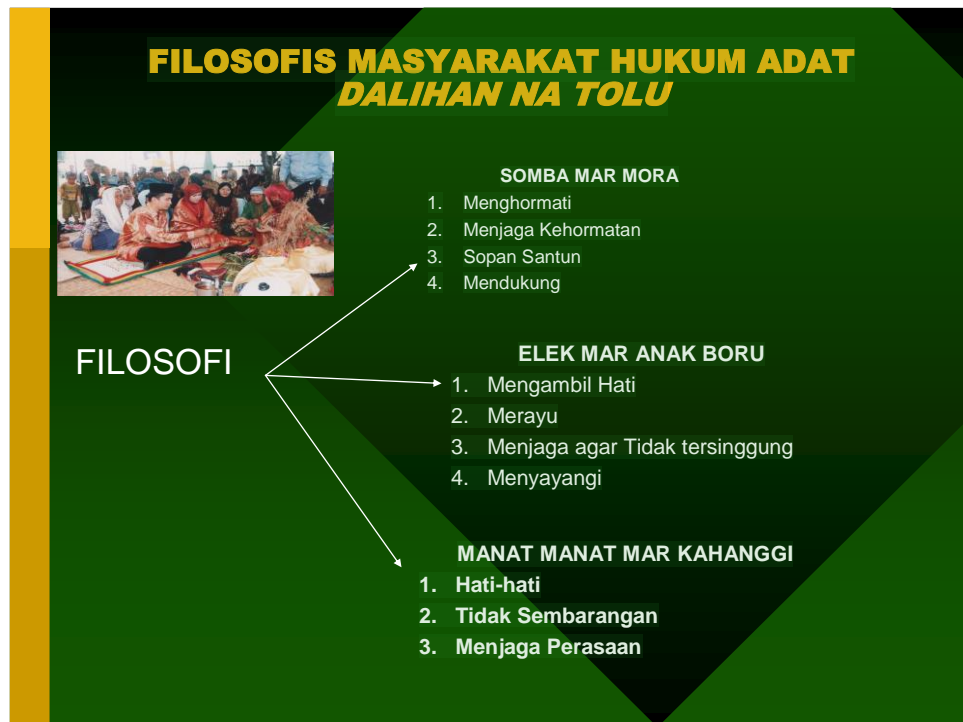 FILOSOFIS MASYARAKAT HUKUM ADAT
DALIHAN NA TOLU
SOMBA MAR MORA
1. Menghormati
2. Menjaga Kehormatan
3. Sopan Santun
4. Mendukung
FILOSOFI
ELEK MAR ANAK BORU
1. Mengambil Hati
2. Merayu
3. Menjaga agar Tidak tersinggung
4. Menyayangi
MANAT MANAT MAR KAHANGGI
1. Hati-hati
2. Tidak Sembarangan
3. Menjaga Perasaan